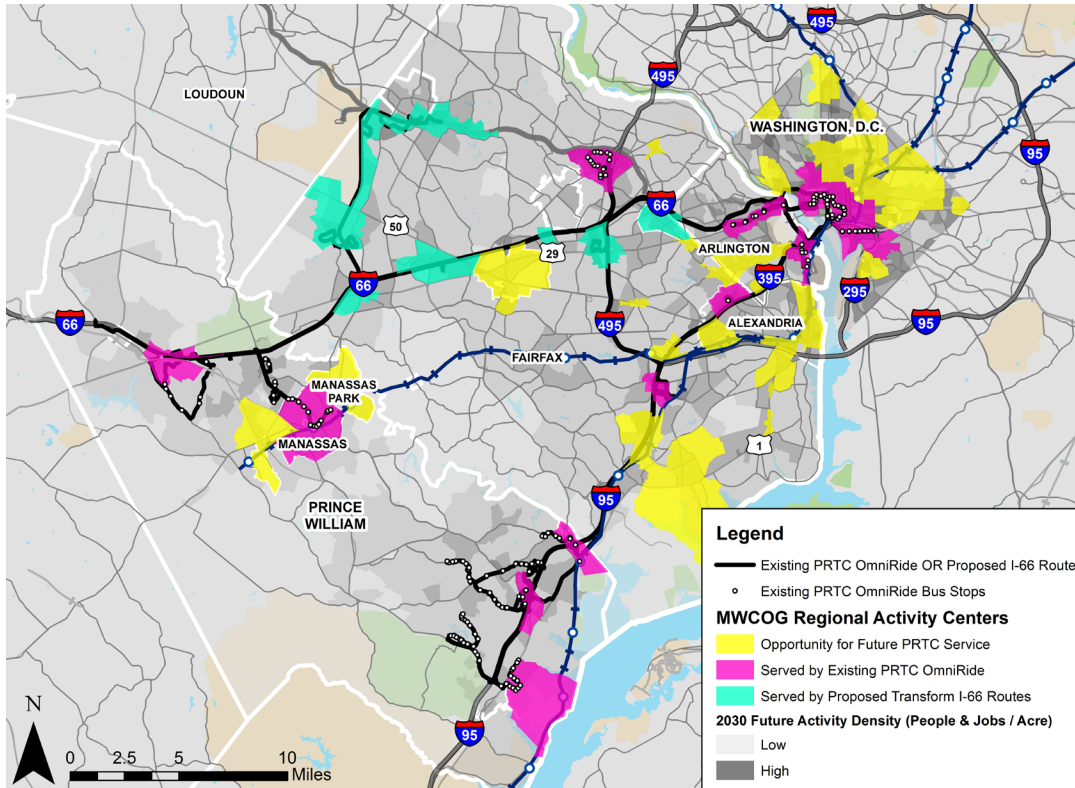 495
495
LOUDOUN
WASHINGTON, D.C.
95
66
50
29
ARLINGTON
66
395
295
495
66
ALEXANDRIA
95
FAIRFAX
MANASSAS
PARK
MANASSAS
1
PRINCE
WILLIAM
95
95
N
0 2.5 5 10
Miles
Legend
Existing PRTC OmniRide OR Proposed I-66 Route
Existing PRTC OmniRide Bus Stops
MWCOG Regional Activity Centers
Opportunity for Future PRTC Service
Served by Existing PRTC OmniRide
Served by Proposed Transform I-66 Routes
2030 Future Activity Density (People & Jobs / Acre)
Low
High